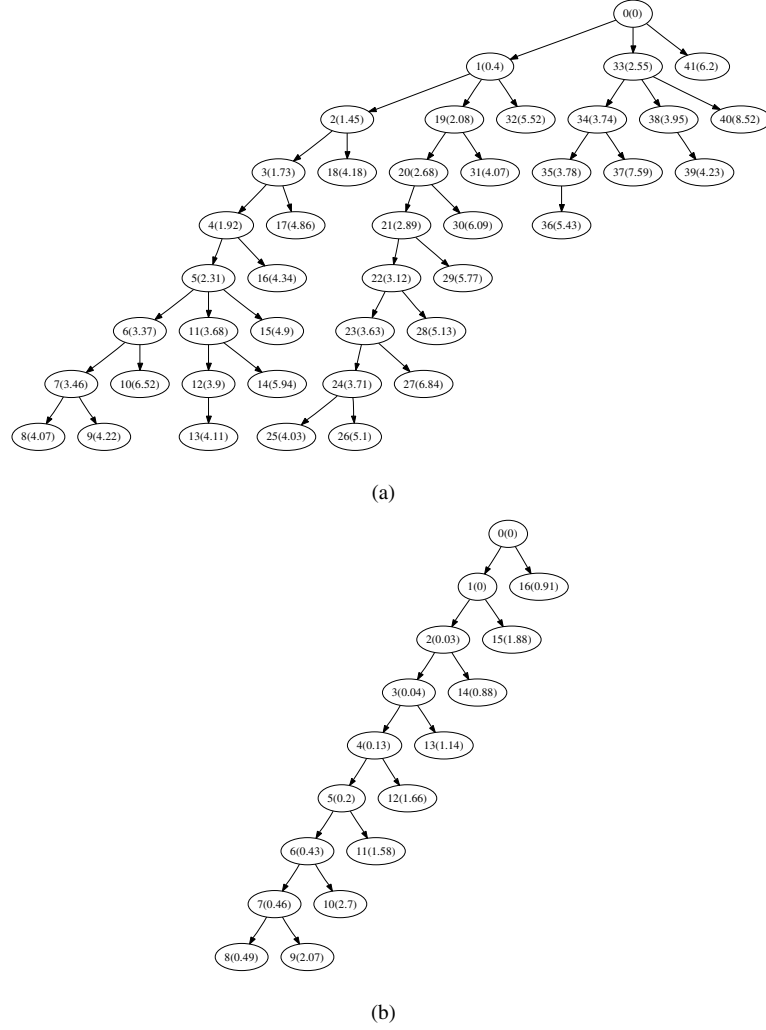 0(0)
1(0.4) 33(2.55) 41(6.2)
2(1.45) 19(2.08) 32(5.52) 34(3.74) 38(3.95) 40(8.52)
3(1.73) 18(4.18) 20(2.68) 31(4.07) 35(3.78) 37(7.59) 39(4.23)
4(1.92) 17(4.86) 21(2.89) 30(6.09) 36(5.43)
5(2.31) 16(4.34) 22(3.12) 29(5.77)
6(3.37) 11(3.68) 15(4.9) 23(3.63) 28(5.13)
7(3.46) 10(6.52) 12(3.9) 14(5.94) 24(3.71) 27(6.84)
8(4.07) 9(4.22) 13(4.11) 25(4.03) 26(5.1)
(a)
0(0)
1(0) 16(0.91)
2(0.03) 15(1.88)
3(0.04) 14(0.88)
4(0.13) 13(1.14)
5(0.2) 12(1.66)
6(0.43) 11(1.58)
7(0.46) 10(2.7)
8(0.49) 9(2.07)
(b)